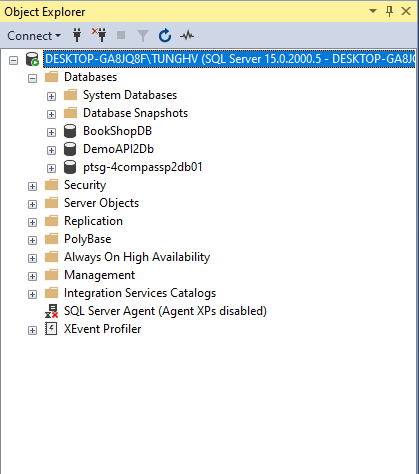 Object Explorer
Connect
DESKTOP-GA8JQ8F\TUNGHV (SQL Server 15.0.2000.5 - DESKTOP-GA8JQ
Databases
System Databases
Database Snapshots
BookShopDB
DemoAPI2Db
ptsg-4compassp2db01
Security
Server Objects
Replication
PolyBase
Always On High Availability
Management
Integration Services Catalogs
SQL Server Agent (Agent XPs disabled)
XEvent Profiler